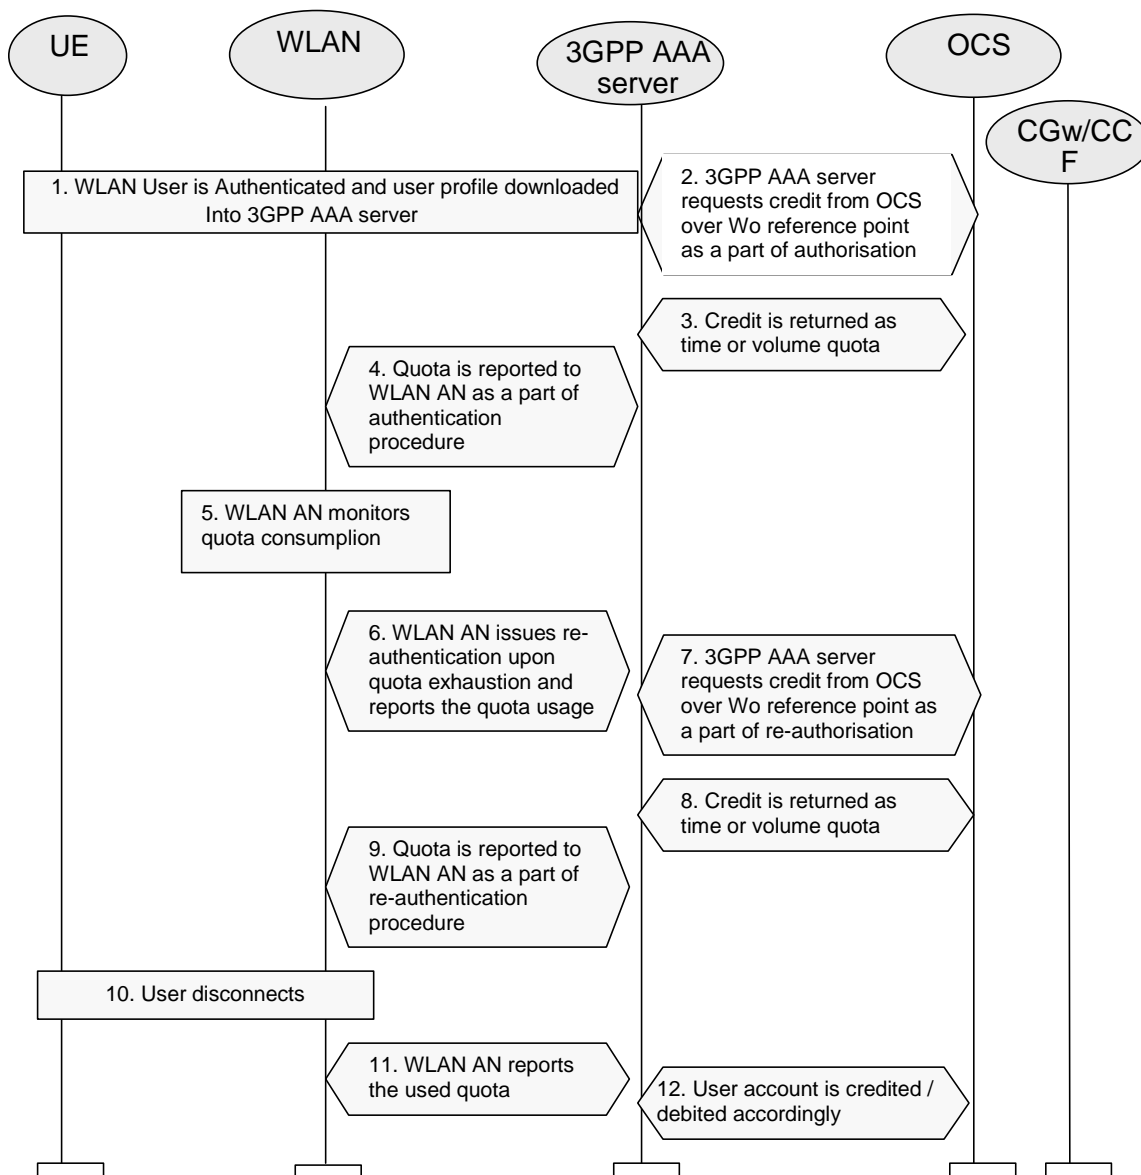 UE
WLAN
3GPP AAA
server
OCS
CGw/CC
F
1. WLAN User is Authenticated and user profile downloaded
Into 3GPP AAA server
2. 3GPP AAA server
requests credit from OCS
over Wo reference point
as a part of authorisation
3. Credit is returned as
time or volume quota
4. Quota is reported to
WLAN AN as a part of
authentication
procedure
5. WLAN AN monitors
quota consumplion
6. WLAN AN issues re-
authentication upon
quota exhaustion and
reports the quota usage
7. 3GPP AAA server
requests credit from OCS
over Wo reference point as
a part of re-authorisation
8. Credit is returned as
time or volume quota
9. Quota is reported to
WLAN AN as a part of
re-authentication
procedure
10. User disconnects
11. WLAN AN reports
the used quota
12. User account is credited /
debited accordingly